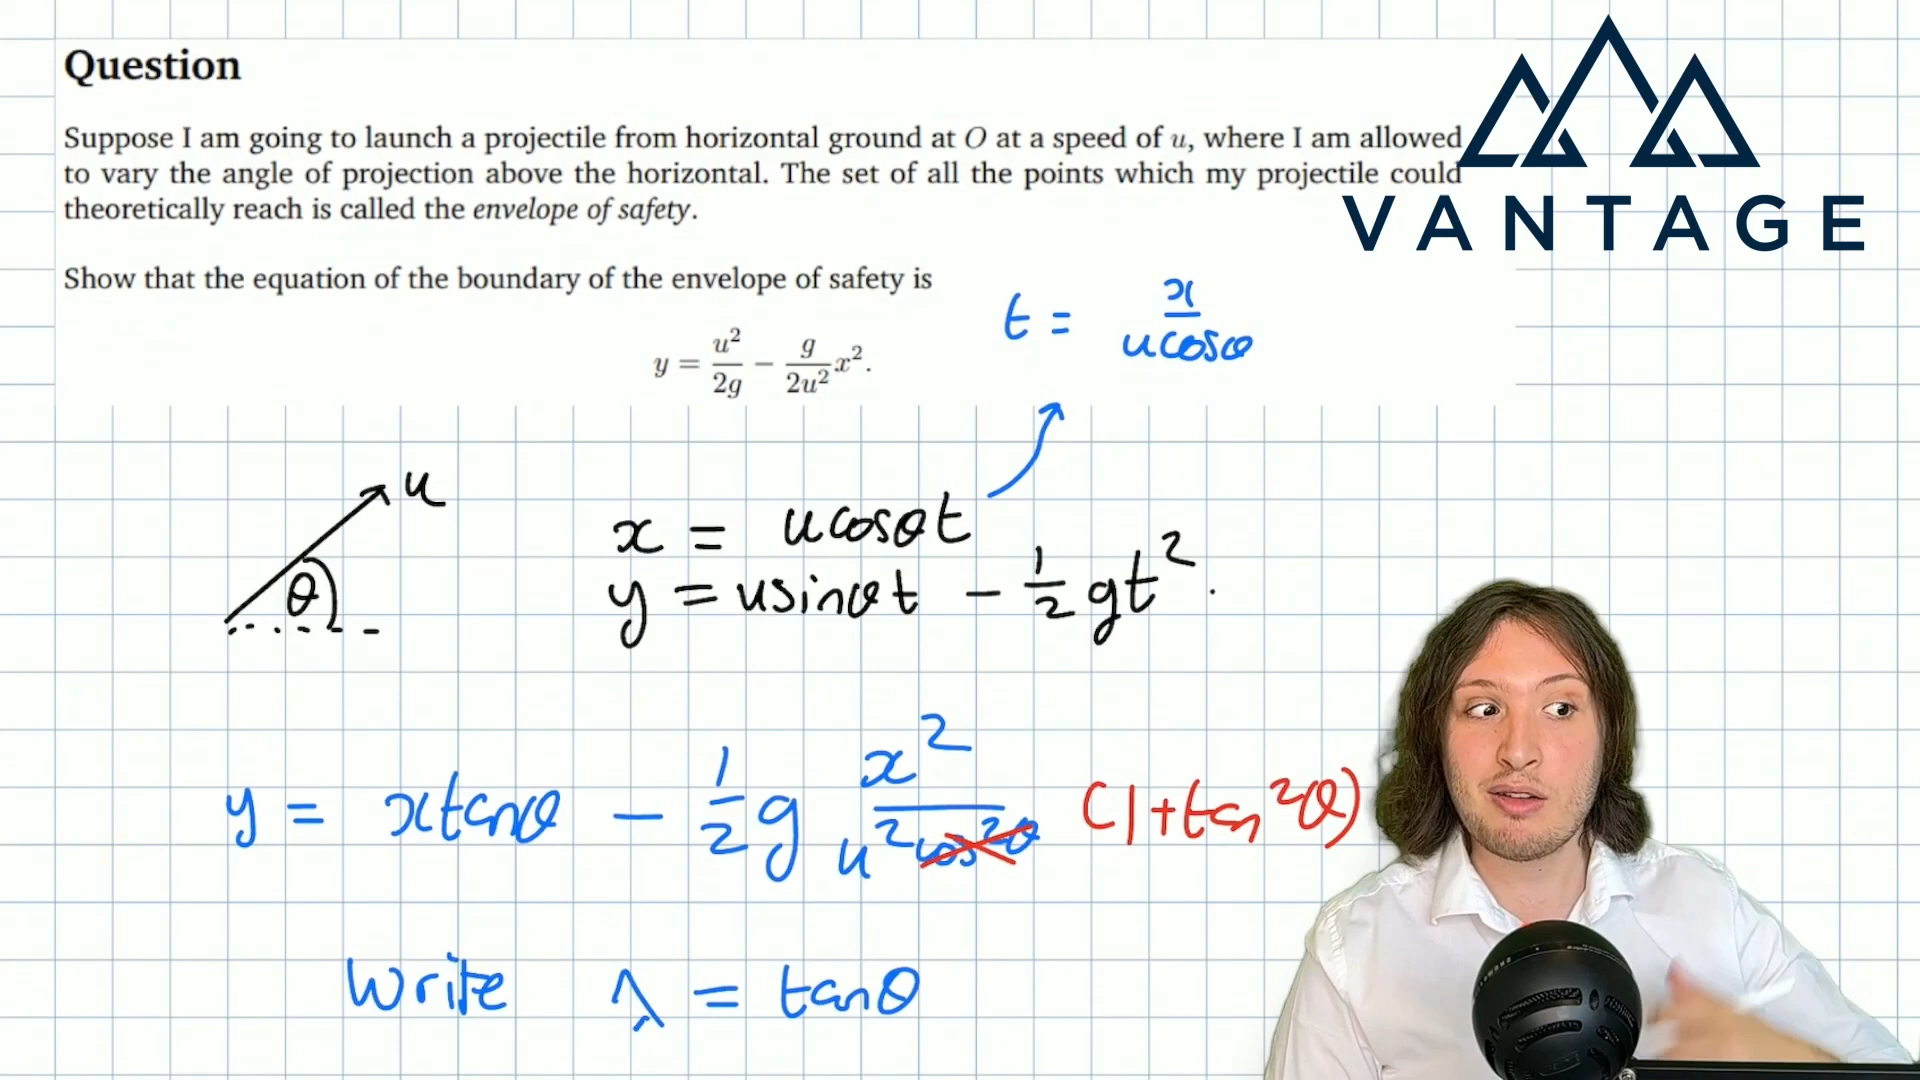 Question
Suppose I am going to launch a projectile from horizontal ground at O at a speed of u, where I am allowed
to vary the angle of projection above the horizontal. The set of all the points which my projectile could
theoretically reach is called the envelope of safety.
Show that the equation of the boundary of the envelope of safety is
y = u²/2g − g/2u² x².
VANTAGE
t = x/ucosθ
u
θ
x = ucosθt
y = usinθt − ½gt².
y = xtanθ − ½g x²/u²cos²θ (1+tan²θ)
Write λ = tanθ